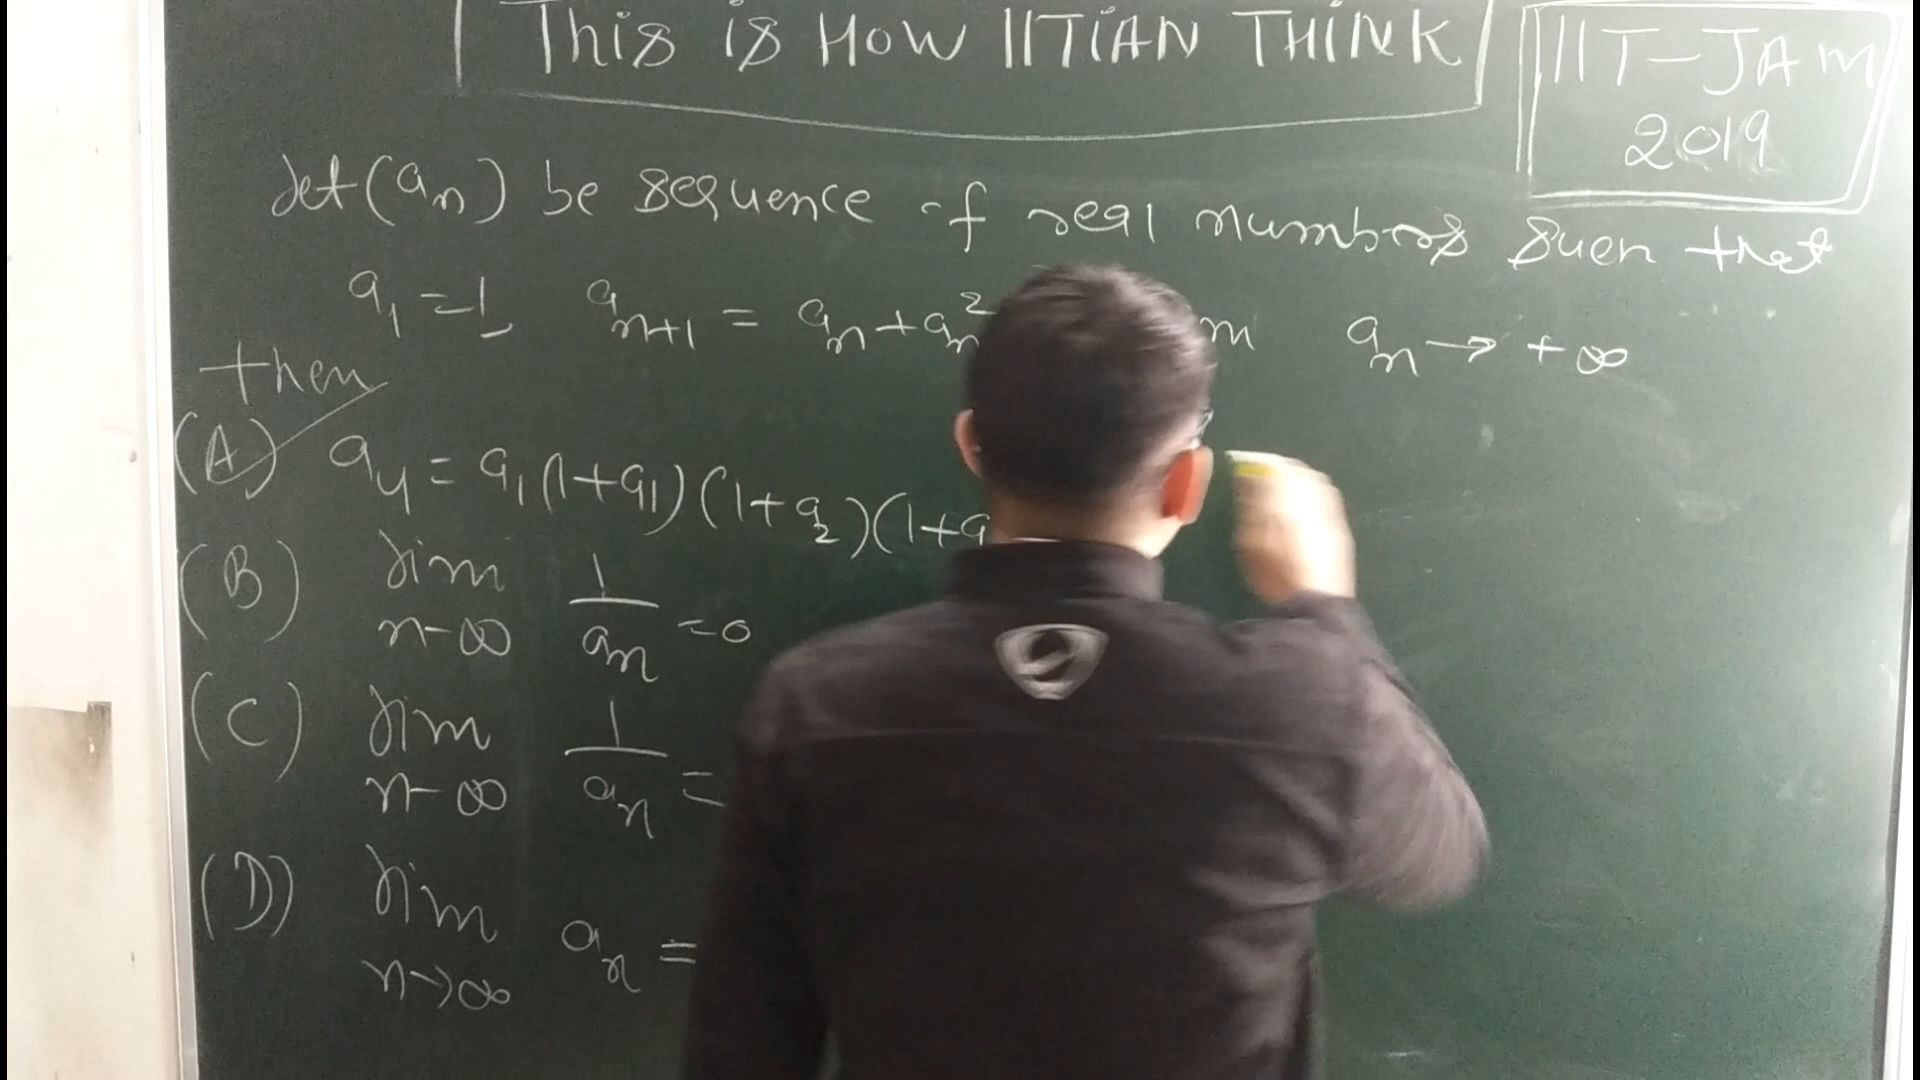 This is HOW IITIAN THINK
IIT-JAM
2019
Let (aₙ) be sequence of real numbers such that
a₁ = 1, aₙ₊₁ = aₙ + aₙ² aₙ → +∞
then
(A) a₄ = a₁(1+a₁)(1+a₂)(1+a
(B) lim n-∞ 1/aₙ = 0
(C) lim n-∞ 1/aₙ =
(D) lim n→∞ aₙ =